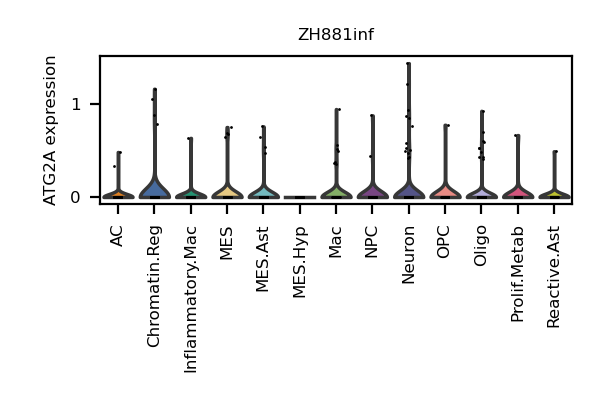 ZH881inf
ATG2A expression
1
0
AC
Chromatin.Reg
Inflammatory.Mac
MES
MES.Ast
MES.Hyp
Mac
NPC
Neuron
OPC
Oligo
Prolif.Metab
Reactive.Ast